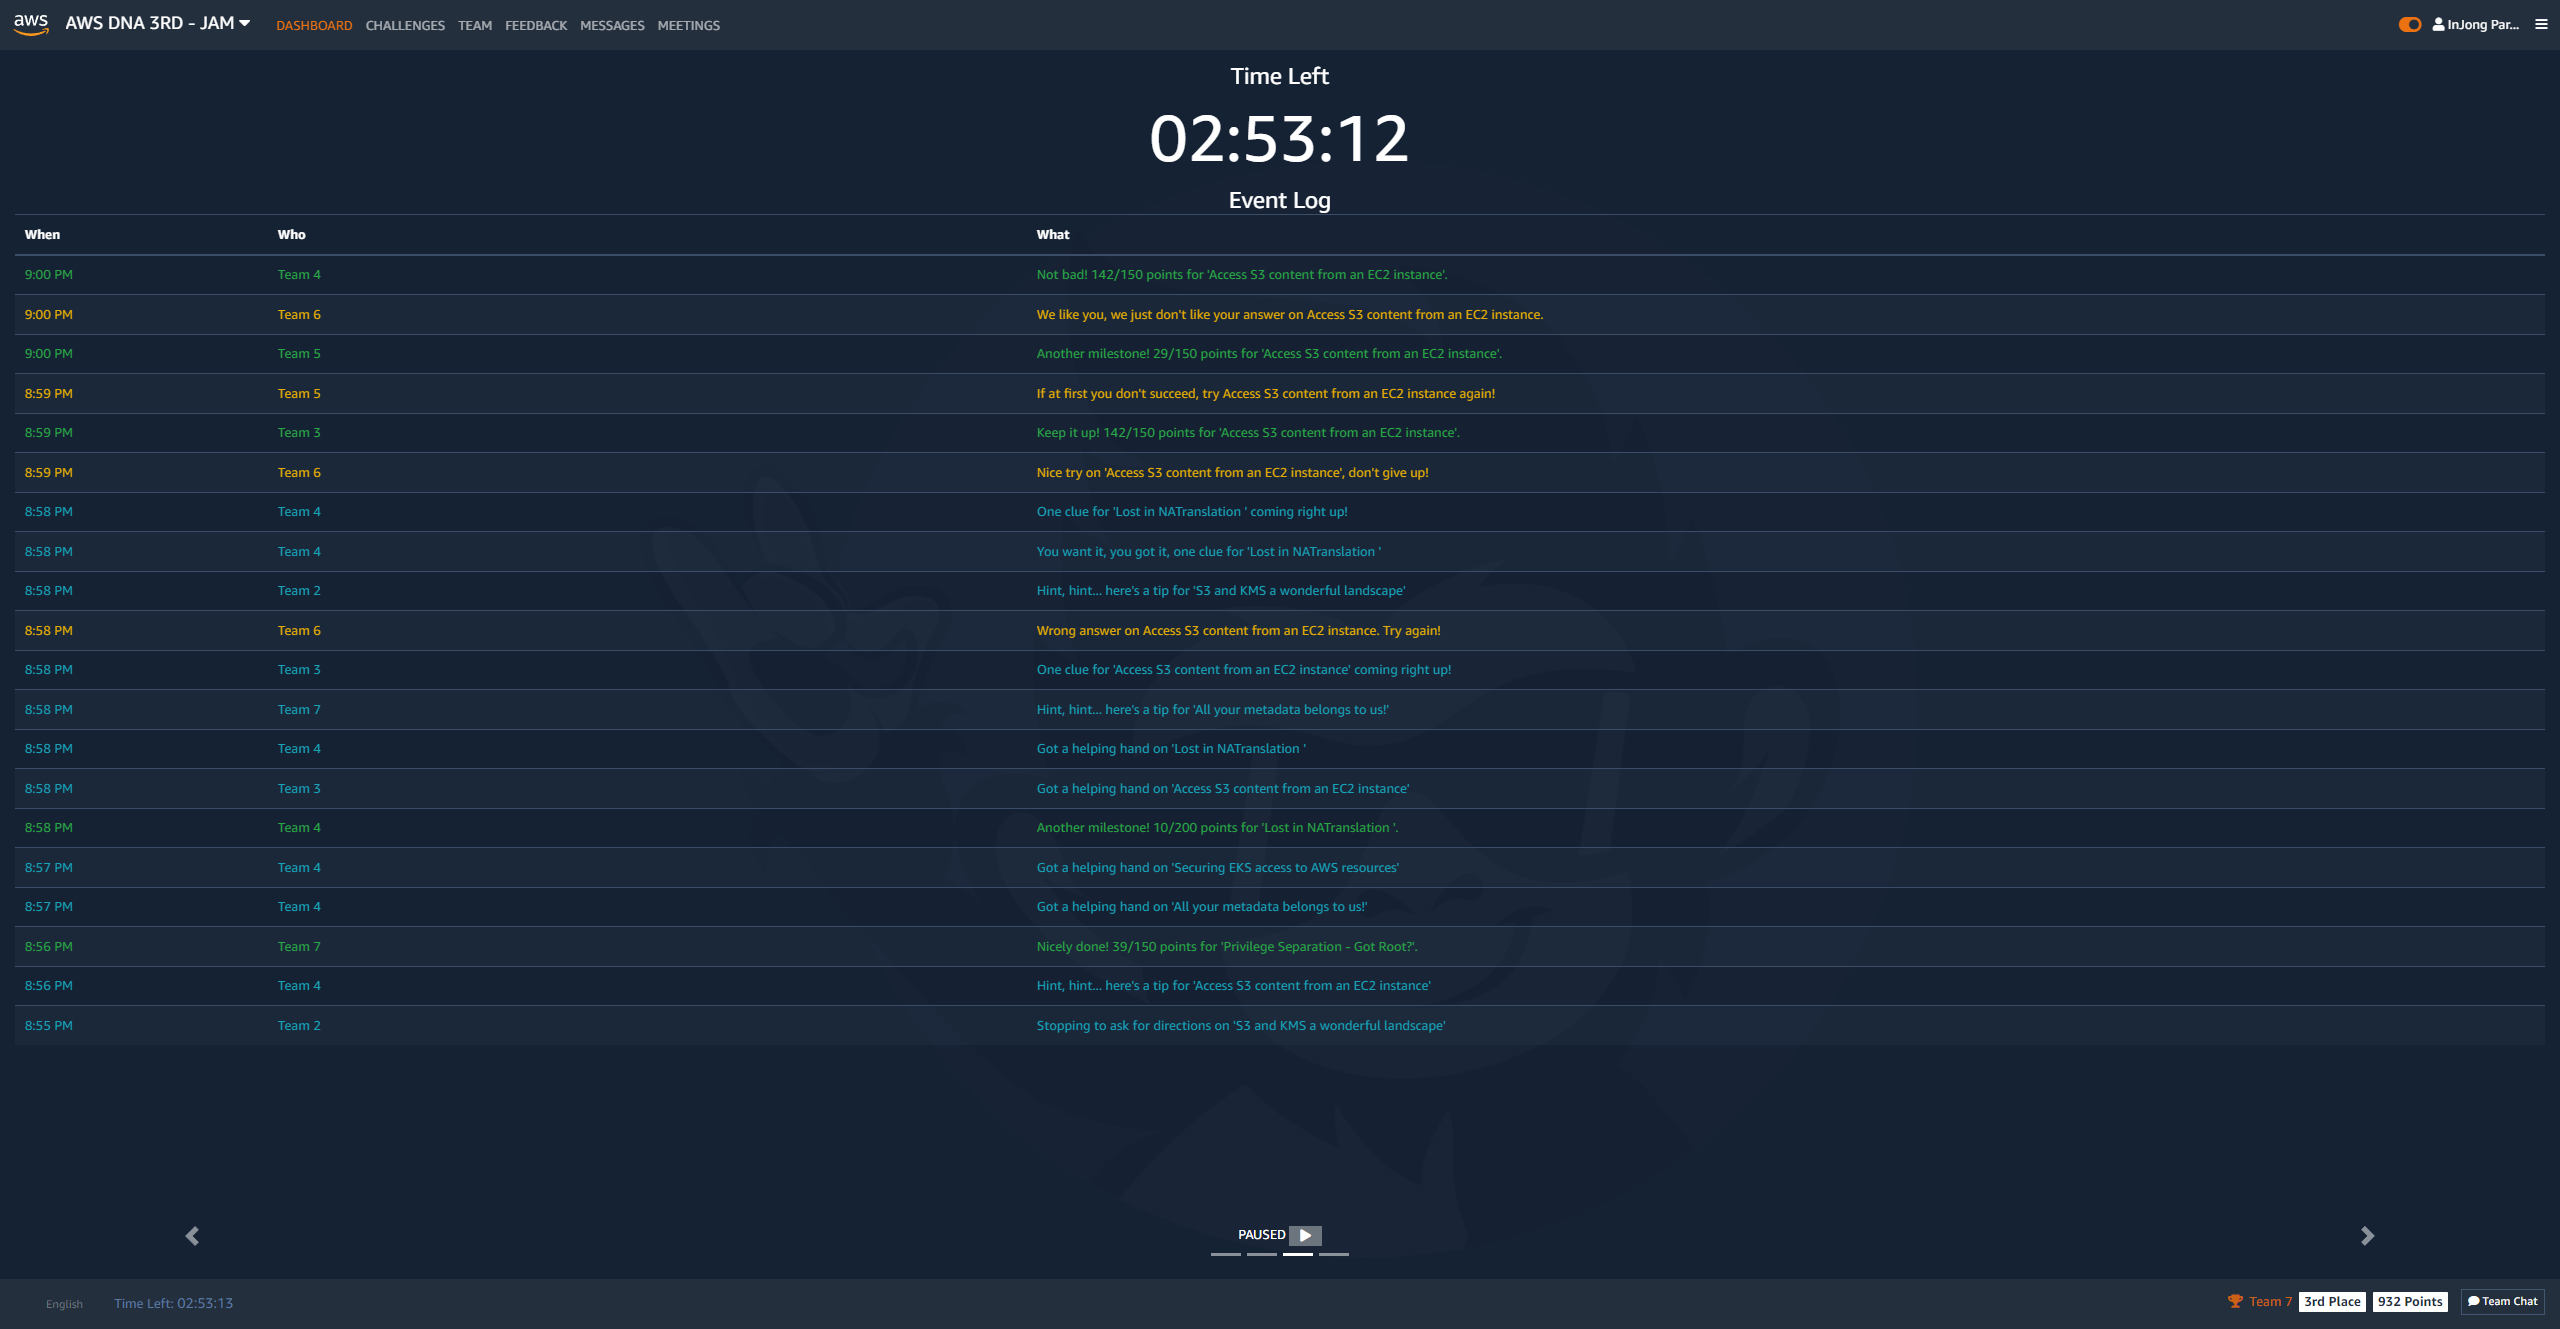 aws AWS DNA 3RD - JAM DASHBOARD CHALLENGES TEAM FEEDBACK MESSAGES MEETINGS InJong Par...
Time Left
02:53:12
Event Log
When Who What
9:00 PM Team 4 Not bad! 142/150 points for 'Access S3 content from an EC2 instance'.
9:00 PM Team 6 We like you, we just don't like your answer on Access S3 content from an EC2 instance.
9:00 PM Team 5 Another milestone! 29/150 points for 'Access S3 content from an EC2 instance'.
8:59 PM Team 5 If at first you don't succeed, try Access S3 content from an EC2 instance again!
8:59 PM Team 3 Keep it up! 142/150 points for 'Access S3 content from an EC2 instance'.
8:59 PM Team 6 Nice try on 'Access S3 content from an EC2 instance', don't give up!
8:58 PM Team 4 One clue for 'Lost in NATranslation ' coming right up!
8:58 PM Team 4 You want it, you got it, one clue for 'Lost in NATranslation '
8:58 PM Team 2 Hint, hint... here's a tip for 'S3 and KMS a wonderful landscape'
8:58 PM Team 6 Wrong answer on Access S3 content from an EC2 instance. Try again!
8:58 PM Team 3 One clue for 'Access S3 content from an EC2 instance' coming right up!
8:58 PM Team 7 Hint, hint... here's a tip for 'All your metadata belongs to us!'
8:58 PM Team 4 Got a helping hand on 'Lost in NATranslation '
8:58 PM Team 3 Got a helping hand on 'Access S3 content from an EC2 instance'
8:58 PM Team 4 Another milestone! 10/200 points for 'Lost in NATranslation '.
8:57 PM Team 4 Got a helping hand on 'Securing EKS access to AWS resources'
8:57 PM Team 4 Got a helping hand on 'All your metadata belongs to us!'
8:56 PM Team 7 Nicely done! 39/150 points for 'Privilege Separation - Got Root?'.
8:56 PM Team 4 Hint, hint... here's a tip for 'Access S3 content from an EC2 instance'
8:55 PM Team 2 Stopping to ask for directions on 'S3 and KMS a wonderful landscape'
PAUSED
English Time Left: 02:53:13 Team 7 3rd Place 932 Points Team Chat